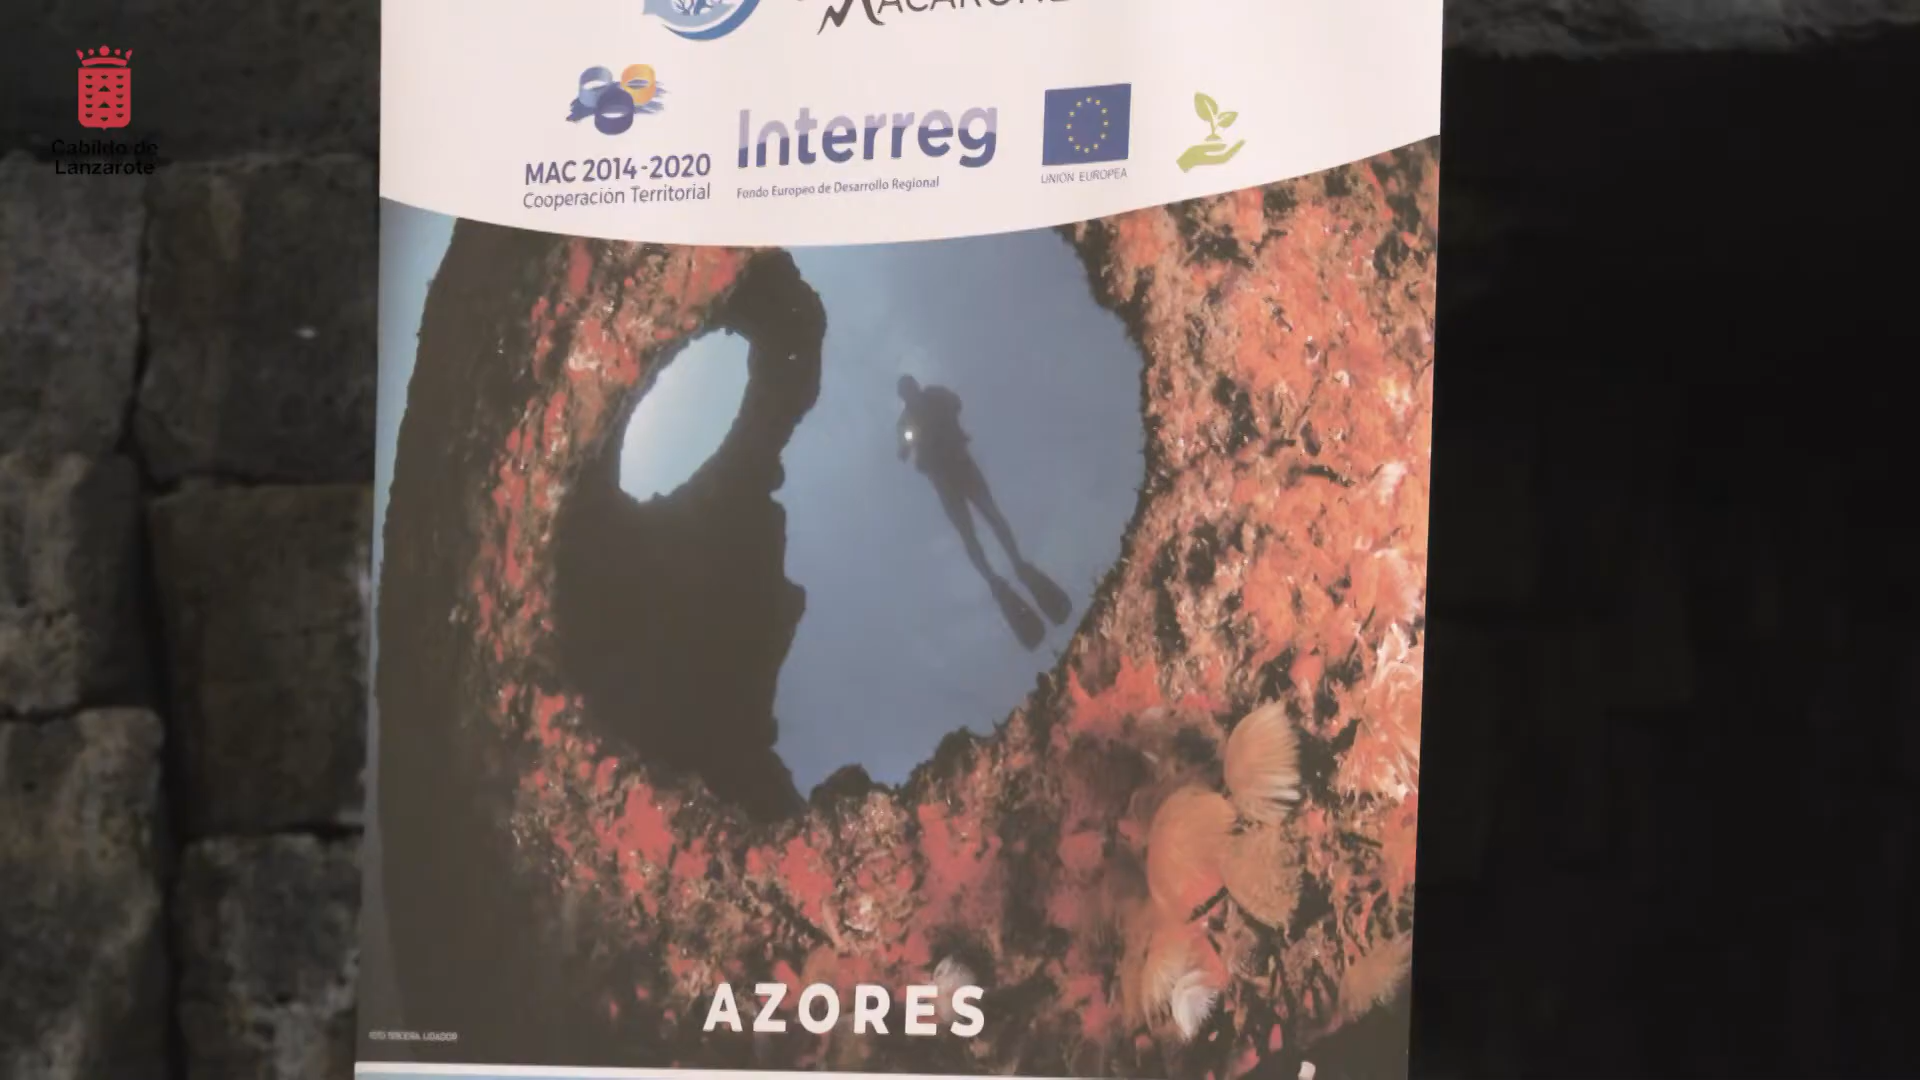 Cabildo de
Lanzarote
MAC 2014-2020
Cooperación Territorial
Interreg
Fondo Europeo de Desarrollo Regional
UNIÓN EUROPEA
AZORES